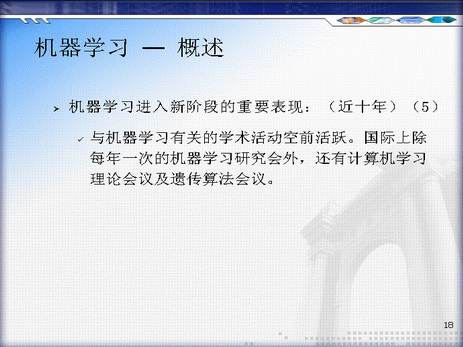 机器学习 — 概述
机器学习进入新阶段的重要表现：（近十年）（5）
与机器学习有关的学术活动空前活跃。国际上除
每年一次的机器学习研究会外，还有计算机学习
理论会议及遗传算法会议。
18